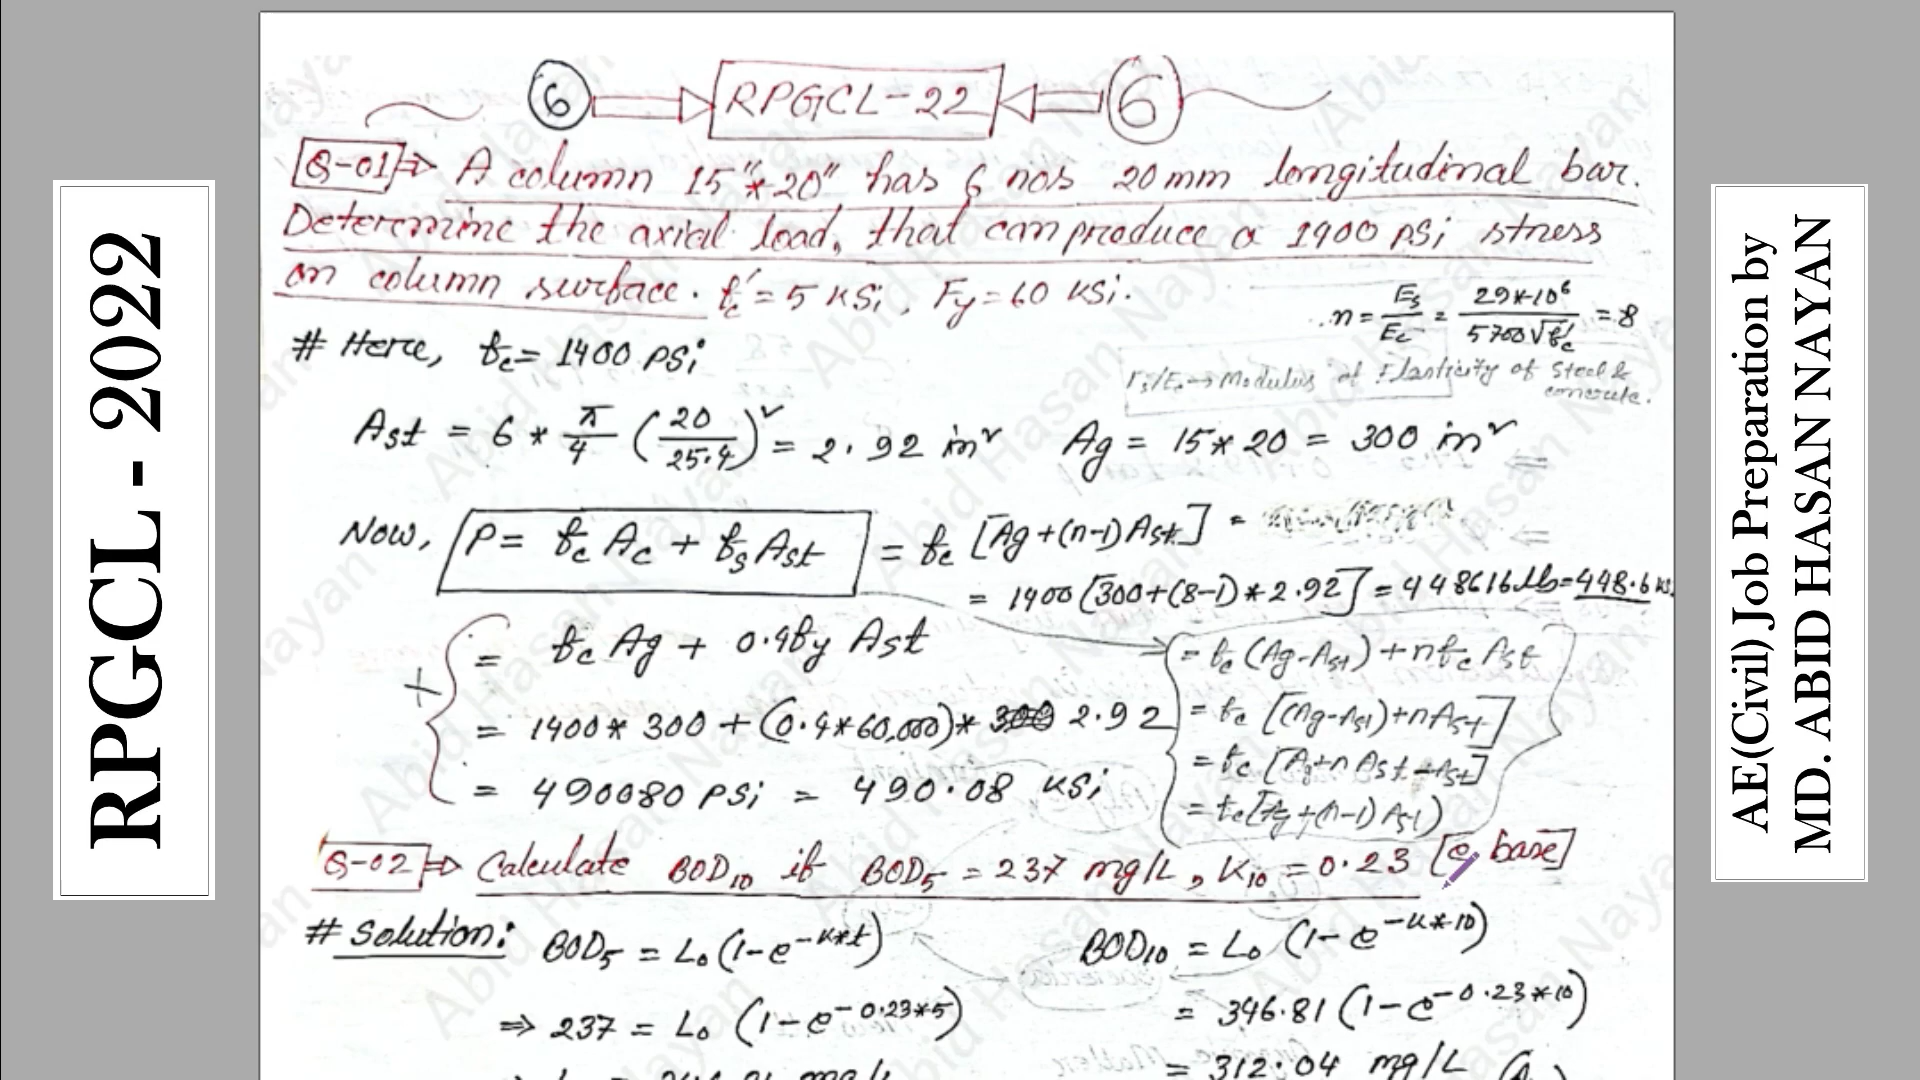 RPGCL - 2022
AE(Civil) Job Preparation by
MD. ABID HASAN NAYAN
6 RPGCL-22 6
Q-01 ⇒ A column 15"*20" has 6 nos 20mm longitudinal bar.
Determine the axial load, that can produce a 1400 psi stress
on column surface. fc' = 5 ksi, Fy = 60 ksi.
n = Es/Ec = 29*10^6/5700√fc' = 8
# Here, fc = 1400 psi
Es/Ec → Modulus of Elasticity of Steel &
concrete.
Ast = 6 * π/4 (20/25.4)² = 2.92 in² Ag = 15*20 = 300 in²
Now, P = fc Ac + fs Ast = fc [Ag+(n-1)Ast] =
= 1400 [300+(8-1)*2.92] = 448616 lb = 448.6 k
= fc Ag + 0.4fy Ast
= fc (Ag-Ast) + nfc Ast
= 1400*300 + (0.4*60,000)* 2.92
= fc [(Ag-Ast)+nAst]
= fc [Ag+nAst-Ast]
= 490080 psi = 490.08 ksi
= fc[Ag+(n-1)Ast)
Q-02 ⇒ Calculate BOD10 if BOD5 = 237 mg/L, K10 = 0.23 [e base]
# Solution: BOD5 = L0 (1-e^-K*t) BOD10 = L0 (1-e^-K*10)
⇒ 237 = L0 (1-e^-0.23*5) = 346.81 (1-e^-0.23*10)
= 312.04 mg/L